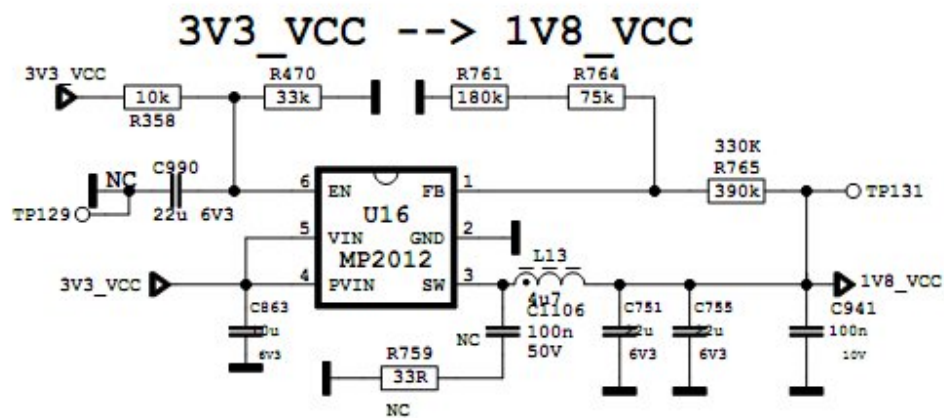 3V3_VCC --> 1V8_VCC
3V3_VCC
R470
R761
R764
10k
33k
180k
75k
R358
330K
R765
390k
NC
C990
TP129
22u 6V3
6
EN
FB
1
TP131
U16
5
VIN
GND
2
MP2012
L13
3V3_VCC
4
PVIN
SW
3
4u7
1V8_VCC
C863
6V3
C1106
100n
50V
NC
C751
6V3
C755
6V3
C941
100n
10V
R759
33R
NC